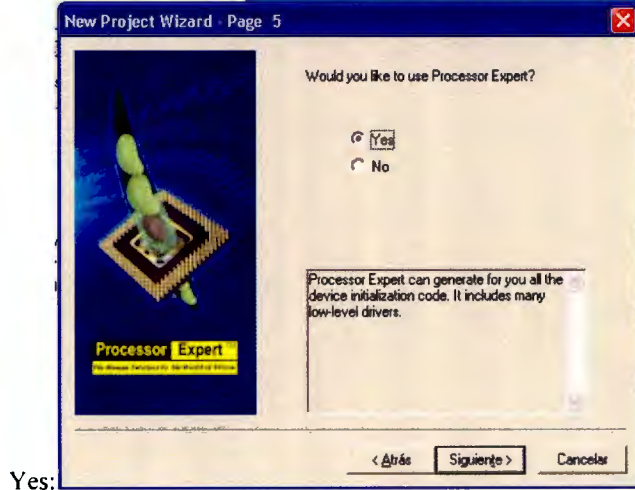 New Project Wizard - Page 5
Would you like to use Processor Expert?
Yes
No
Processor Expert can generate for you all the
device initialization code. It includes many
low-level drivers.
Processor Expert
< Atrás
Siguiente >
Cancelar
Yes: